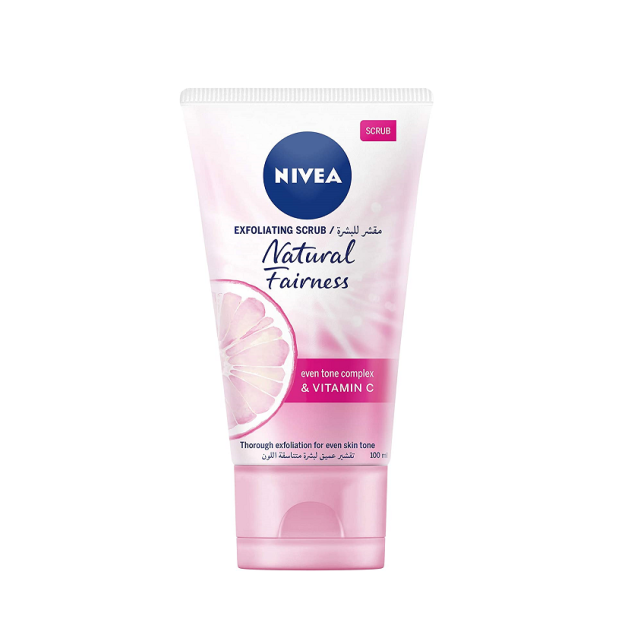 SCRUB
NIVEA
EXFOLIATING SCRUB / مقشر للبشرة
Natural
Fairness
even tone complex
& VITAMIN C
Thorough exfoliation for even skin tone
تقشير عميق لبشرة متناسقة اللون 100 ml